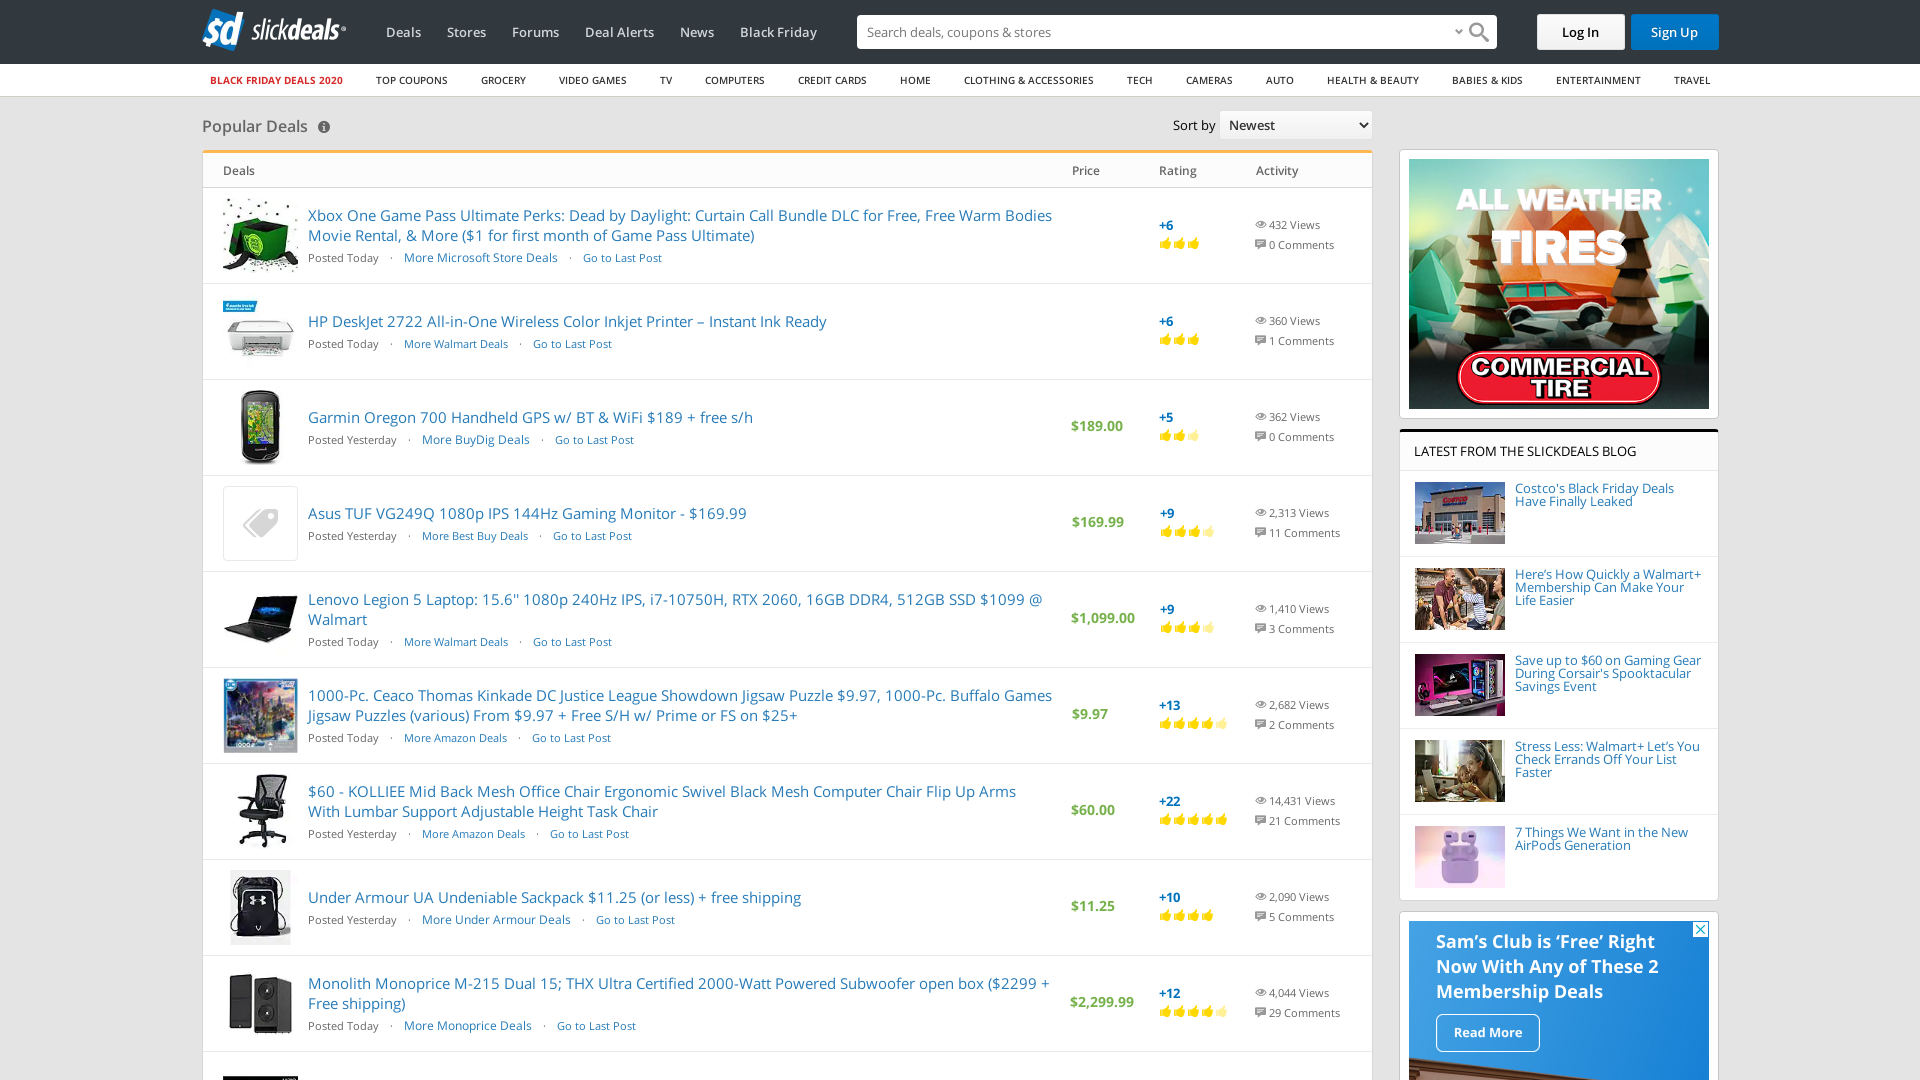 sd slickdeals®
Deals
Stores
Forums
Deal Alerts
News
Black Friday
Search deals, coupons & stores
Log In
Sign Up
BLACK FRIDAY DEALS 2020
TOP COUPONS
GROCERY
VIDEO GAMES
TV
COMPUTERS
CREDIT CARDS
HOME
CLOTHING & ACCESSORIES
TECH
CAMERAS
AUTO
HEALTH & BEAUTY
BABIES & KIDS
ENTERTAINMENT
TRAVEL
Popular Deals
Sort by
Newest
Deals
Price
Rating
Activity
Xbox One Game Pass Ultimate Perks: Dead by Daylight: Curtain Call Bundle DLC for Free, Free Warm Bodies
Movie Rental, & More ($1 for first month of Game Pass Ultimate)
Posted Today · More Microsoft Store Deals · Go to Last Post
+6
432 Views
0 Comments
HP DeskJet 2722 All-in-One Wireless Color Inkjet Printer – Instant Ink Ready
Posted Today · More Walmart Deals · Go to Last Post
+6
360 Views
1 Comments
Garmin Oregon 700 Handheld GPS w/ BT & WiFi $189 + free s/h
Posted Yesterday · More BuyDig Deals · Go to Last Post
$189.00
+5
362 Views
0 Comments
Asus TUF VG249Q 1080p IPS 144Hz Gaming Monitor - $169.99
Posted Yesterday · More Best Buy Deals · Go to Last Post
$169.99
+9
2,313 Views
11 Comments
Lenovo Legion 5 Laptop: 15.6'' 1080p 240Hz IPS, i7-10750H, RTX 2060, 16GB DDR4, 512GB SSD $1099 @
Walmart
Posted Today · More Walmart Deals · Go to Last Post
$1,099.00
+9
1,410 Views
3 Comments
1000-Pc. Ceaco Thomas Kinkade DC Justice League Showdown Jigsaw Puzzle $9.97, 1000-Pc. Buffalo Games
Jigsaw Puzzles (various) From $9.97 + Free S/H w/ Prime or FS on $25+
Posted Today · More Amazon Deals · Go to Last Post
$9.97
+13
2,682 Views
2 Comments
$60 - KOLLIEE Mid Back Mesh Office Chair Ergonomic Swivel Black Mesh Computer Chair Flip Up Arms
With Lumbar Support Adjustable Height Task Chair
Posted Yesterday · More Amazon Deals · Go to Last Post
$60.00
+22
14,431 Views
21 Comments
Under Armour UA Undeniable Sackpack $11.25 (or less) + free shipping
Posted Yesterday · More Under Armour Deals · Go to Last Post
$11.25
+10
2,090 Views
5 Comments
Monolith Monoprice M-215 Dual 15; THX Ultra Certified 2000-Watt Powered Subwoofer open box ($2299 +
Free shipping)
Posted Today · More Monoprice Deals · Go to Last Post
$2,299.99
+12
4,044 Views
29 Comments
ALL WEATHER
TIRES
COMMERCIAL
TIRE
LATEST FROM THE SLICKDEALS BLOG
Costco's Black Friday Deals
Have Finally Leaked
Here’s How Quickly a Walmart+
Membership Can Make Your
Life Easier
Save up to $60 on Gaming Gear
During Corsair's Spooktacular
Savings Event
Stress Less: Walmart+ Let’s You
Check Errands Off Your List
Faster
7 Things We Want in the New
AirPods Generation
Sam’s Club is ‘Free’ Right
Now With Any of These 2
Membership Deals
Read More